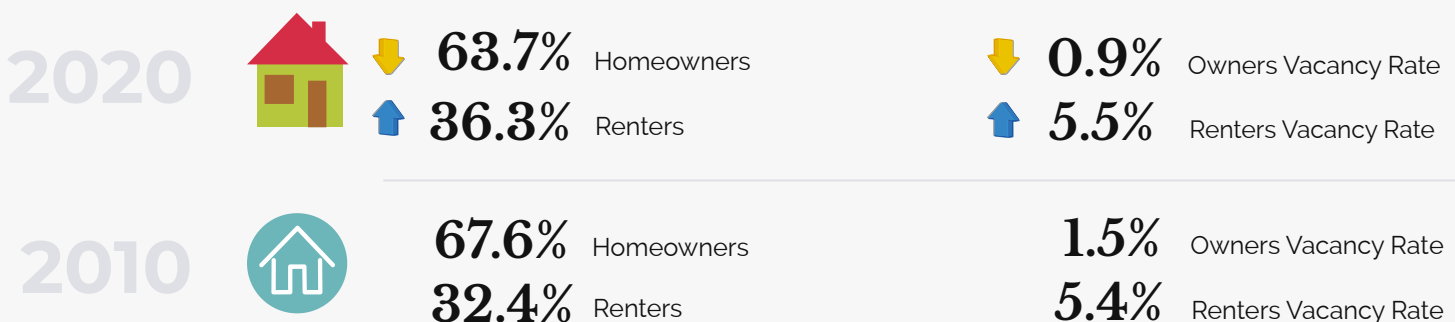 2020
63.7% Homeowners
36.3% Renters
0.9% Owners Vacancy Rate
5.5% Renters Vacancy Rate
2010
67.6% Homeowners
32.4% Renters
1.5% Owners Vacancy Rate
5.4% Renters Vacancy Rate